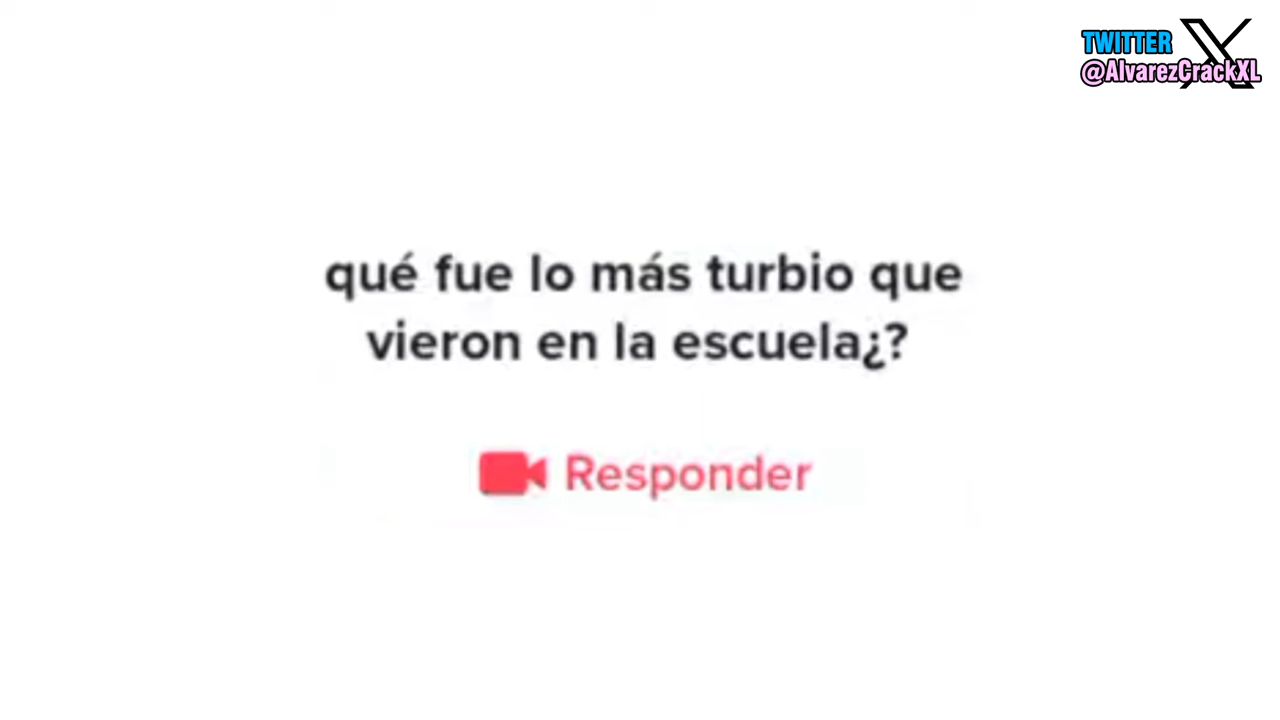 TWITTER
@AlvarezCrackXL
qué fue lo más turbio que
vieron en la escuela¿?
Responder